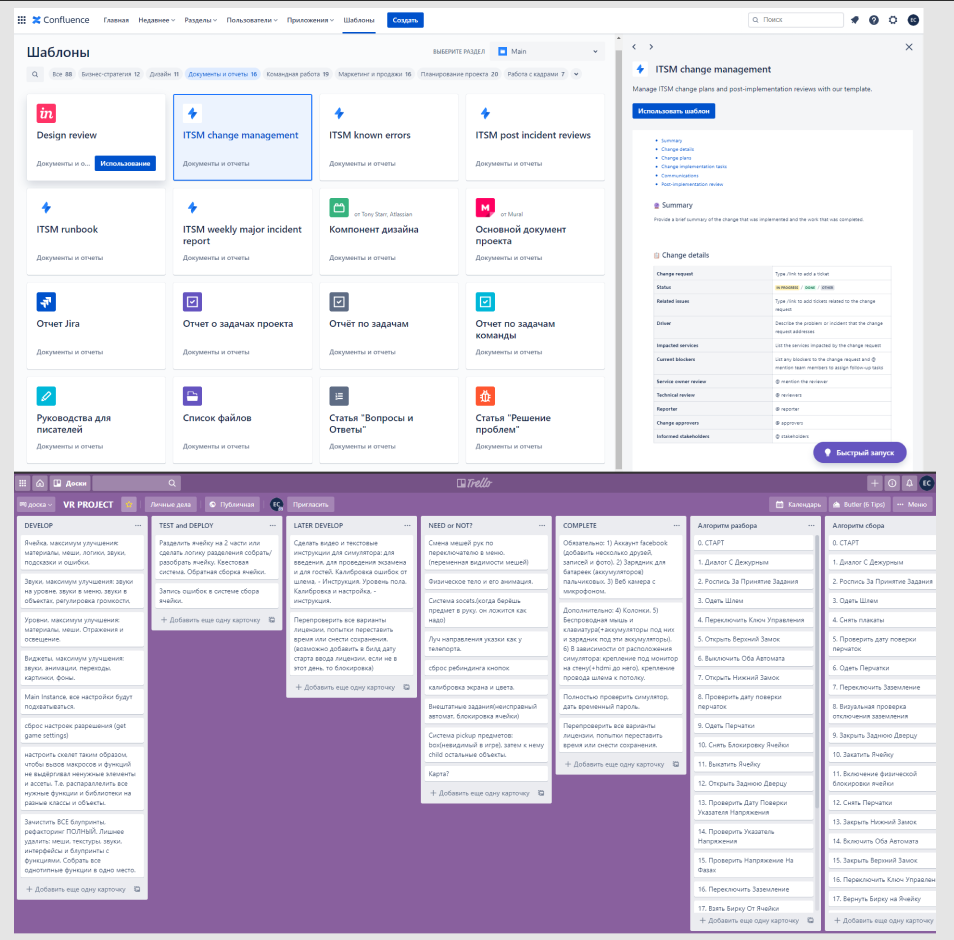 Confluence Главная Недавнее Разделы Пользователи Приложения Шаблоны Создать Поиск EC
Шаблоны
ВЫБЕРИТЕ РАЗДЕЛ Main
Все 88 Бизнес-стратегия 12 Дизайн 11 Документы и отчеты 16 Командная работа 19 Маркетинг и продажи 16 Планирование проекта 20 Работа с кадрами 7
in
Design review
Документы и о... Использование
ITSM change management
Документы и отчеты
ITSM known errors
Документы и отчеты
ITSM post incident reviews
Документы и отчеты
ITSM runbook
Документы и отчеты
ITSM weekly major incident
report
Документы и отчеты
от Tony Starr, Atlassian
Компонент дизайна
Документы и отчеты
M от Mural
Основной документ
проекта
Документы и отчеты
Отчет Jira
Документы и отчеты
Отчет о задачах проекта
Документы и отчеты
Отчёт по задачам
Документы и отчеты
Отчет по задачам
команды
Документы и отчеты
Руководства для
писателей
Документы и отчеты
Список файлов
Документы и отчеты
Статья "Вопросы и
Ответы"
Документы и отчеты
Статья "Решение
проблем"
Документы и отчеты
ITSM change management
Manage ITSM change plans and post-implementation reviews with our template.
Использовать шаблон
Summary
Change details
Change plans
Change implementation tasks
Communications
Post-implementation review
Summary
Provide a brief summary of the change that was implemented and the work that was completed.
Change details
Change request Type /link to add a ticket
Status IN PROGRESS / DONE / OTHER
Related issues Type /link to add tickets related to the change
request
Driver Describe the problem or incident that the change
request addresses
Impacted services List the services impacted by the change request
Current blockers List any blockers to the change request and @
mention team members to assign follow-up tasks
Service owner review @ mention the reviewer
Technical review @ reviewers
Reporter @ reporter
Change approvers @ approvers
Informed stakeholders @ stakeholders
Быстрый запуск
Доски Trello EC
доска VR PROJECT Личные дела Публичная EC Пригласить Календарь Butler (6 Tips) ... Меню
DEVELOP ...
Ячейка, максимум улучшения:
материалы, меши, логики, звуки,
подсказки и ошибки.
Звуки, максимум улучшения: звуки
на уровне, звуки в меню, звуки в
объектах, регулировка громкости.
Уровни, максимум улучшения:
материалы, меши. Отражения и
освещение.
Виджеты, максимум улучшения:
звуки, анимации, переходы,
картинки, фоны.
Main Instance, все настройки будут
подхватываться.
сброс настроек разрешения (get
game settings)
настроить скелет таким образом,
чтобы вызов макросов и функций
не выдёргивал ненужные элементы
и ассеты. Т.е. распараллелить все
нужные функции и библиотеки на
разные классы и объекты.
Зачистить ВСЕ блупринты,
рефакторинг ПОЛНЫЙ. Лишнее
удалить: меши, текстуры, звуки,
интерфейсы и блупринты с
функциями. Собрать все
однотипные функции в одно место.
+ Добавить еще одну карточку
TEST and DEPLOY ...
Разделить ячейку на 2 части или
сделать логику разделения собрать/
разобрать ячейку. Квестовая
система. Обратная сборка ячейки.
Запись ошибок в системе сбора
ячейки.
+ Добавить еще одну карточку
LATER DEVELOP ...
Сделать видео и текстовые
инструкции для симулятора: для
введения, для проведения экзамена
и для гостей. Калибровка ошибок от
шлема. - Инструкция. Уровень пола.
Калибровка и настройка. -
инструкция.
Перепроверить все варианты
лицензии, попытки переставить
время или снести сохранения.
(возможно добавить в билд дату
старта ввода лицензии, если не в
этот день, то блокировка)
+ Добавить еще одну карточку
NEED or NOT? ...
Смена мешей рук по
переключателю в меню.
(переменная видимости мешей)
Физическое тело и его анимация.
Система socets.(когда берёшь
предмет в руку, он ложится как
надо)
Луч направления указки как у
телепорта.
сброс ребиндинга кнопок
калибровка экрана и цвета.
Внештатные задания(неисправный
автомат, блокировка ячейки)
Система pickup предметов:
box(невидимый в игре), затем к нему
child остальные объекты.
Карта?
+ Добавить еще одну карточку
COMPLETE ...
Обязательно: 1) Аккаунт facebook
(добавить несколько друзей,
записей и фото). 2) Зарядник для
батареек (аккумуляторов)
пальчиковых. 3) Веб камера с
микрофоном.
Дополнительно: 4) Колонки. 5)
Беспроводная мышь и
клавиатура(+аккумуляторы под них
и зарядник под эти аккумуляторы).
6) В зависимости от расположения
симулятора: крепление под монитор
на стену(+hdmi до него), крепление
провода шлема к потолку.
Полностью проверить симулятор,
дать временный пароль.
Перепроверить все варианты
лицензии, попытки переставить
время или снести сохранения.
+ Добавить еще одну карточку
Алгоритм разбора ...
0. СТАРТ
1. Диалог С Дежурным
2. Роспись За Принятие Задания
3. Одеть Шлем
4. Переключить Ключ Управления
5. Открыть Верхний Замок
6. Выключить Оба Автомата
7. Открыть Нижний Замок
8. Проверить дату поверки
перчаток
9. Одеть Перчатки
10. Снять Блокировку Ячейки
11. Выкатить Ячейку
12. Открыть Заднюю Дверцу
13. Проверить Дату Поверки
Указателя Напряжения
14. Проверить Указатель
Напряжения
15. Проверить Напряжение На
Фазах
16. Переключить Заземление
17. Взять Бирку От Ячейки
+ Добавить еще одну карточку
Алгоритм сбора
0. СТАРТ
1. Диалог С Дежурным
2. Роспись За Принятие Задания
3. Одеть Шлем
4. Снять плакаты
5. Проверить дату поверки
перчаток
6. Одеть Перчатки
7. Переключить Заземление
8. Визуальная проверка
отключения заземления
9. Закрыть Заднюю Дверцу
10. Закатить Ячейку
11. Включение физической
блокировки ячейки
12. Снять Перчатки
13. Закрыть Нижний Замок
14. Включить Оба Автомата
15. Закрыть Верхний Замок
16. Переключить Ключ Управлен
17. Вернуть Бирку на Ячейку
+ Добавить еще одну карточку